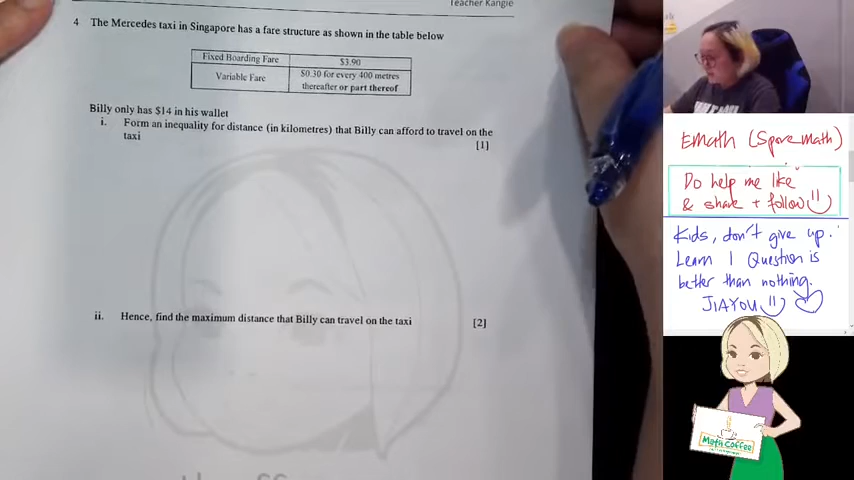 Teacher Kangie
4 The Mercedes taxi in Singapore has a fare structure as shown in the table below
Fixed Boarding Fare $3.90
Variable Fare $0.30 for every 400 metres
thereafter or part thereof
Billy only has $14 in his wallet
i. Form an inequality for distance (in kilometres) that Billy can afford to travel on the
taxi
[1]
ii. Hence, find the maximum distance that Billy can travel on the taxi [2]
EMath (Spore math)
Do help me like
& share + follow
Kids, don't give up.
Learn 1 Question is
better than nothing.
JIAYOU
Math Coffee